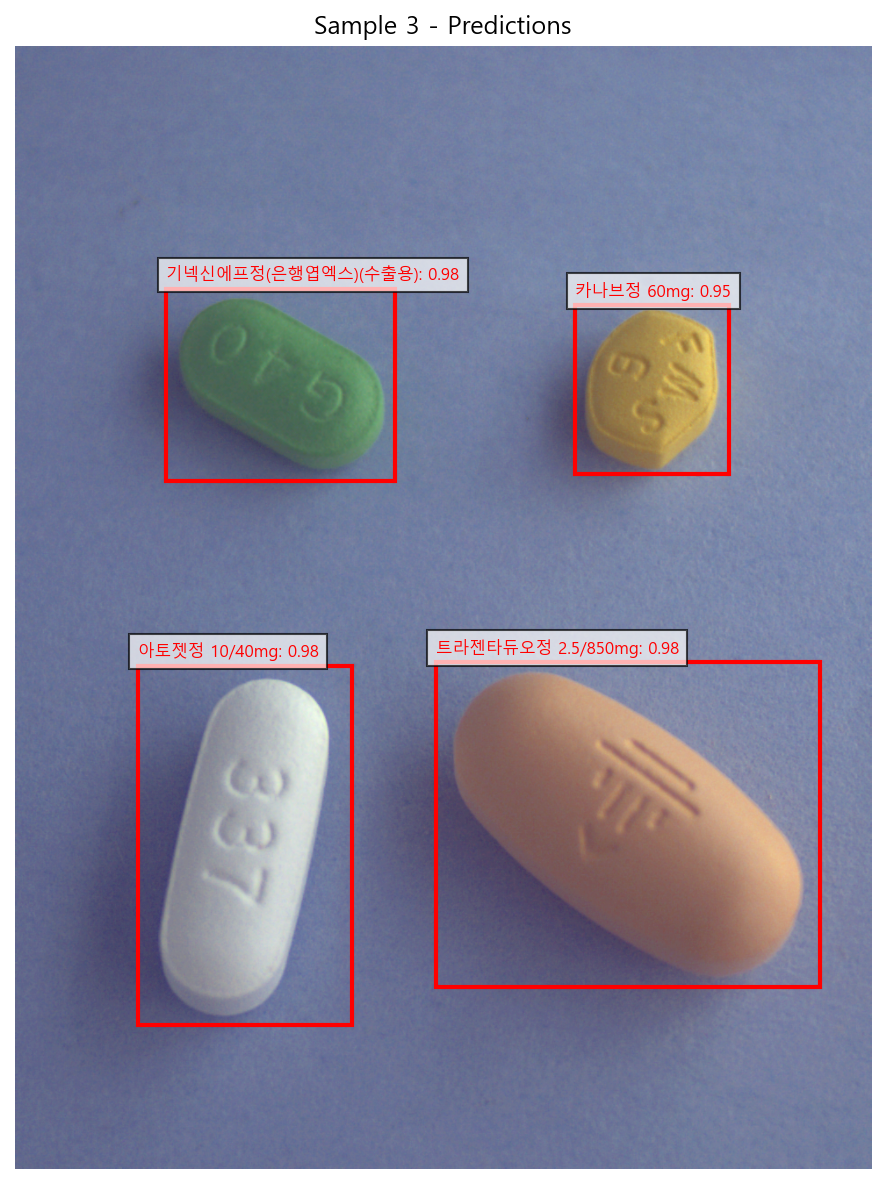 Sample 3 - Predictions
기넥신에프정(은행엽엑스)(수출용): 0.98
카나브정 60mg: 0.95
G40
F.M.S
6
아토젯정 10/40mg: 0.98
트라젠타듀오정 2.5/850mg: 0.98
337